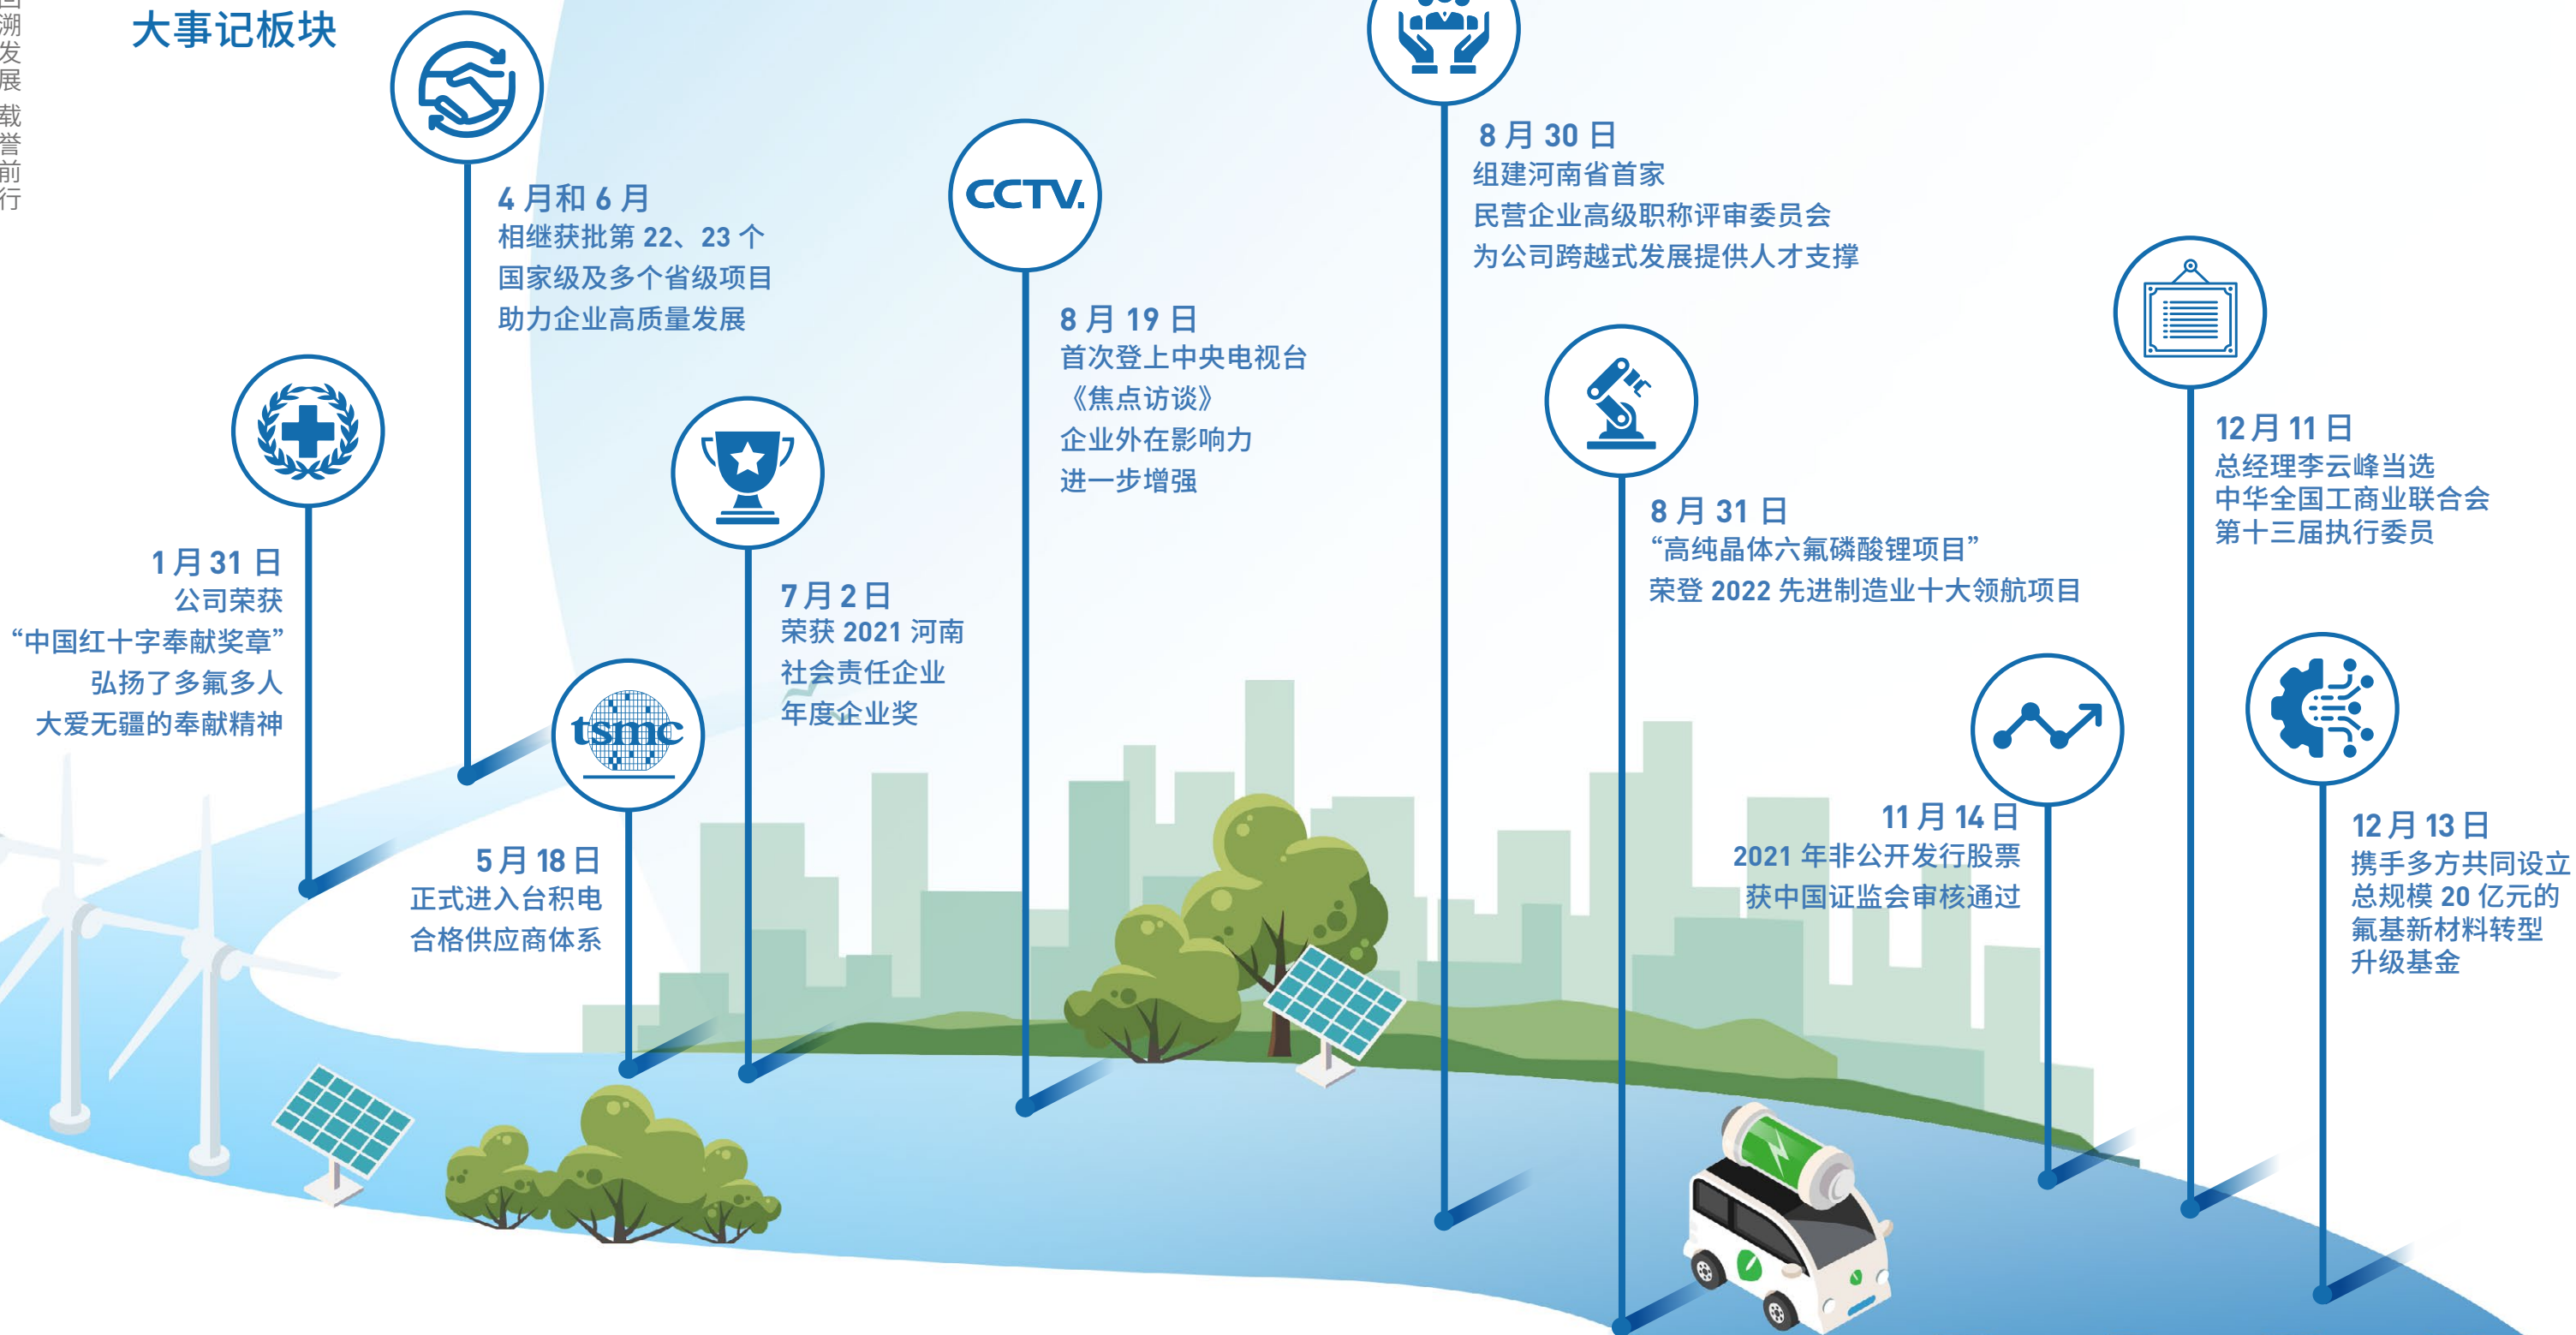 大事记板块
溯发展 载誉前行
1 月 31 日
公司荣获
“中国红十字奉献奖章”
弘扬了多氟多人
大爱无疆的奉献精神
4 月和 6 月
相继获批第 22、23 个
国家级及多个省级项目
助力企业高质量发展
tsmc
5 月 18 日
正式进入台积电
合格供应商体系
7 月 2 日
荣获 2021 河南
社会责任企业
年度企业奖
CCTV.
8 月 19 日
首次登上中央电视台
《焦点访谈》
企业外在影响力
进一步增强
8 月 30 日
组建河南省首家
民营企业高级职称评审委员会
为公司跨越式发展提供人才支撑
8 月 31 日
“高纯晶体六氟磷酸锂项目”
荣登 2022 先进制造业十大领航项目
11 月 14 日
2021 年非公开发行股票
获中国证监会审核通过
12 月 11 日
总经理李云峰当选
中华全国工商业联合会
第十三届执行委员
12 月 13 日
携手多方共同设立
总规模 20 亿元的
氟基新材料转型
升级基金